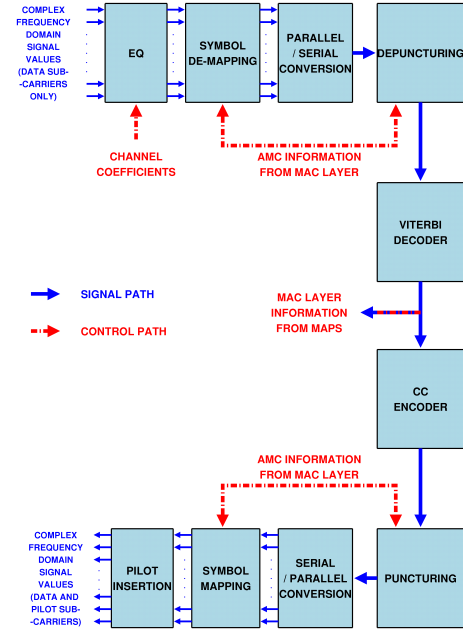 COMPLEX
FREQUENCY
DOMAIN
SIGNAL
VALUES
(DATA SUB-
-CARRIERS
ONLY)
EQ
SYMBOL
DE-MAPPING
PARALLEL
/ SERIAL
CONVERSION
DEPUNCTURING
CHANNEL
COEFFICIENTS
AMC INFORMATION
FROM MAC LAYER
VITERBI
DECODER
SIGNAL PATH
CONTROL PATH
MAC LAYER
INFORMATION
FROM MAPS
CC
ENCODER
AMC INFORMATION
FROM MAC LAYER
COMPLEX
FREQUENCY
DOMAIN
SIGNAL
VALUES
(DATA AND
PILOT SUB-
-CARRIERS)
PILOT
INSERTION
SYMBOL
MAPPING
SERIAL
/ PARALLEL
CONVERSION
PUNCTURING